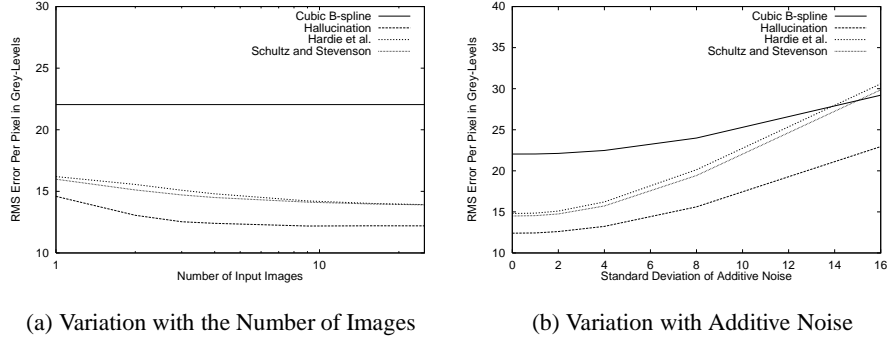 30
25
20
15
10
1
10
RMS Error Per Pixel in Grey-Levels
Number of Input Images
Cubic B-spline
Hallucination
Hardie et al.
Schultz and Stevenson
(a) Variation with the Number of Images
40
35
30
25
20
15
10
0 2 4 6 8 10 12 14 16
RMS Error Per Pixel in Grey-Levels
Standard Deviation of Additive Noise
Cubic B-spline
Hallucination
Hardie et al.
Schultz and Stevenson
(b) Variation with Additive Noise